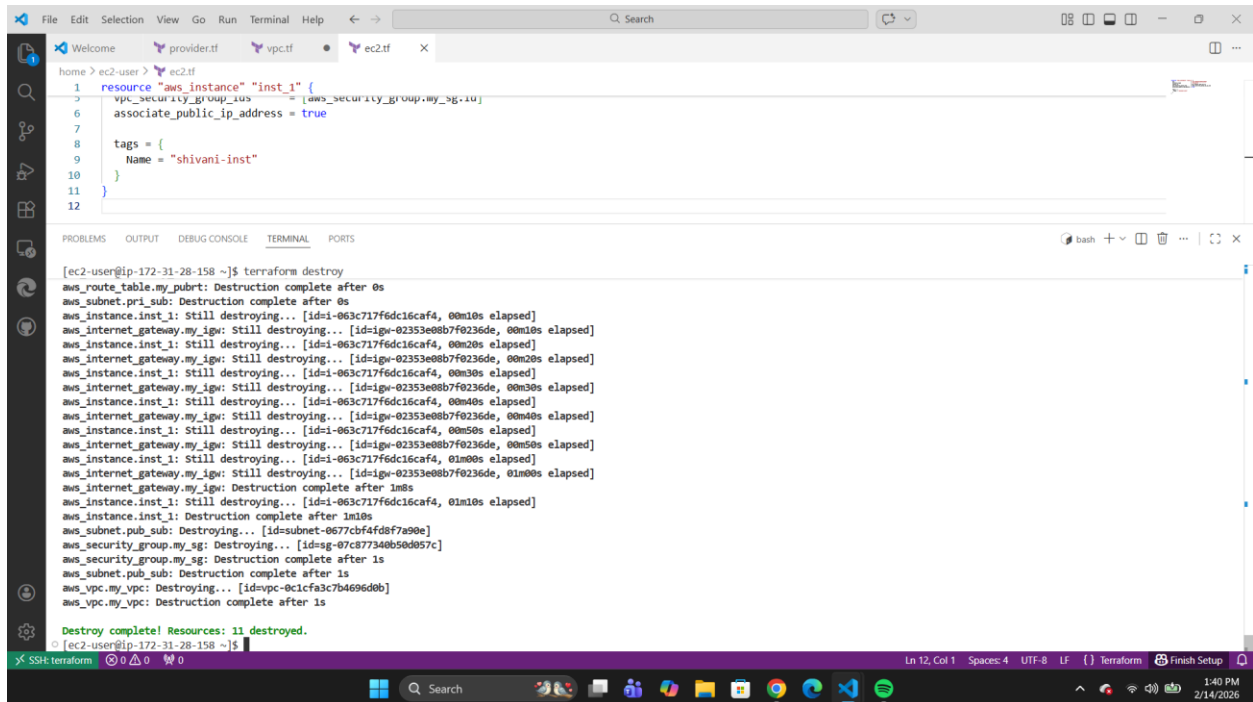 File Edit Selection View Go Run Terminal Help ← → Search
Welcome provider.tf vpc.tf ● ec2.tf ×
home > ec2-user > ec2.tf
1 resource "aws_instance" "inst_1" {
5 vpc_security_group_ids = [aws_security_group.my_sg.id]
6 associate_public_ip_address = true
7
8 tags = {
9 Name = "shivani-inst"
10 }
11 }
12
PROBLEMS OUTPUT DEBUG CONSOLE TERMINAL PORTS bash
[ec2-user@ip-172-31-28-158 ~]$ terraform destroy
aws_route_table.my_pubrt: Destruction complete after 0s
aws_subnet.pri_sub: Destruction complete after 0s
aws_instance.inst_1: Still destroying... [id=i-063c717f6dc16caf4, 00m10s elapsed]
aws_internet_gateway.my_igw: Still destroying... [id=igw-02353e08b7f0236de, 00m10s elapsed]
aws_instance.inst_1: Still destroying... [id=i-063c717f6dc16caf4, 00m20s elapsed]
aws_internet_gateway.my_igw: Still destroying... [id=igw-02353e08b7f0236de, 00m20s elapsed]
aws_instance.inst_1: Still destroying... [id=i-063c717f6dc16caf4, 00m30s elapsed]
aws_internet_gateway.my_igw: Still destroying... [id=igw-02353e08b7f0236de, 00m30s elapsed]
aws_instance.inst_1: Still destroying... [id=i-063c717f6dc16caf4, 00m40s elapsed]
aws_internet_gateway.my_igw: Still destroying... [id=igw-02353e08b7f0236de, 00m40s elapsed]
aws_instance.inst_1: Still destroying... [id=i-063c717f6dc16caf4, 00m50s elapsed]
aws_internet_gateway.my_igw: Still destroying... [id=igw-02353e08b7f0236de, 00m50s elapsed]
aws_instance.inst_1: Still destroying... [id=i-063c717f6dc16caf4, 01m00s elapsed]
aws_internet_gateway.my_igw: Still destroying... [id=igw-02353e08b7f0236de, 01m00s elapsed]
aws_internet_gateway.my_igw: Destruction complete after 1m8s
aws_instance.inst_1: Still destroying... [id=i-063c717f6dc16caf4, 01m10s elapsed]
aws_instance.inst_1: Destruction complete after 1m10s
aws_subnet.pub_sub: Destroying... [id=subnet-0677cbf4fd8f7a90e]
aws_security_group.my_sg: Destroying... [id=sg-07c877340b50d057c]
aws_security_group.my_sg: Destruction complete after 1s
aws_subnet.pub_sub: Destruction complete after 1s
aws_vpc.my_vpc: Destroying... [id=vpc-0c1cfa3c7b4696d0b]
aws_vpc.my_vpc: Destruction complete after 1s
Destroy complete! Resources: 11 destroyed.
[ec2-user@ip-172-31-28-158 ~]$
SSH: terraform 0 0 0 Ln 12, Col 1 Spaces: 4 UTF-8 LF {} Terraform Finish Setup
Search 1:40 PM
2/14/2026